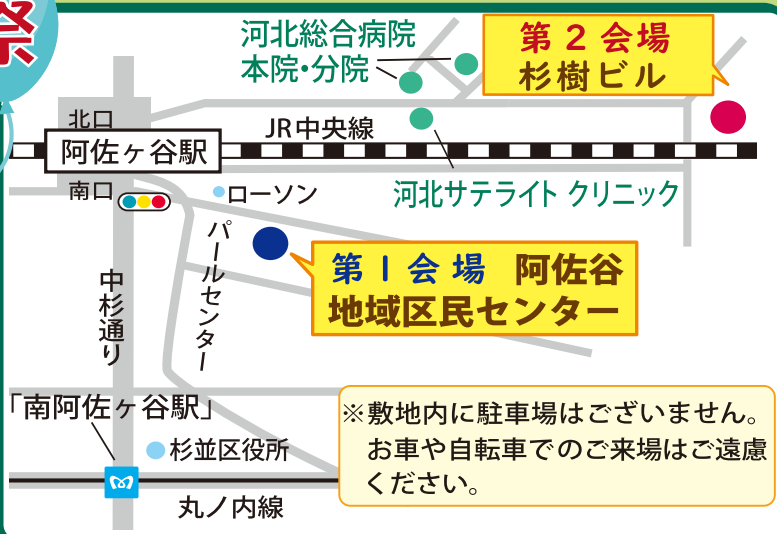 祭
河北総合病院
本院・分院
第2会場
杉樹ビル
北口
JR中央線
阿佐ヶ谷駅
南口
ローソン
河北サテライト クリニック
パールセンター
第1会場 阿佐谷
地域区民センター
中杉通り
「南阿佐ヶ谷駅」
杉並区役所
丸ノ内線
※敷地内に駐車場はございません。
お車や自転車でのご来場はご遠慮
ください。